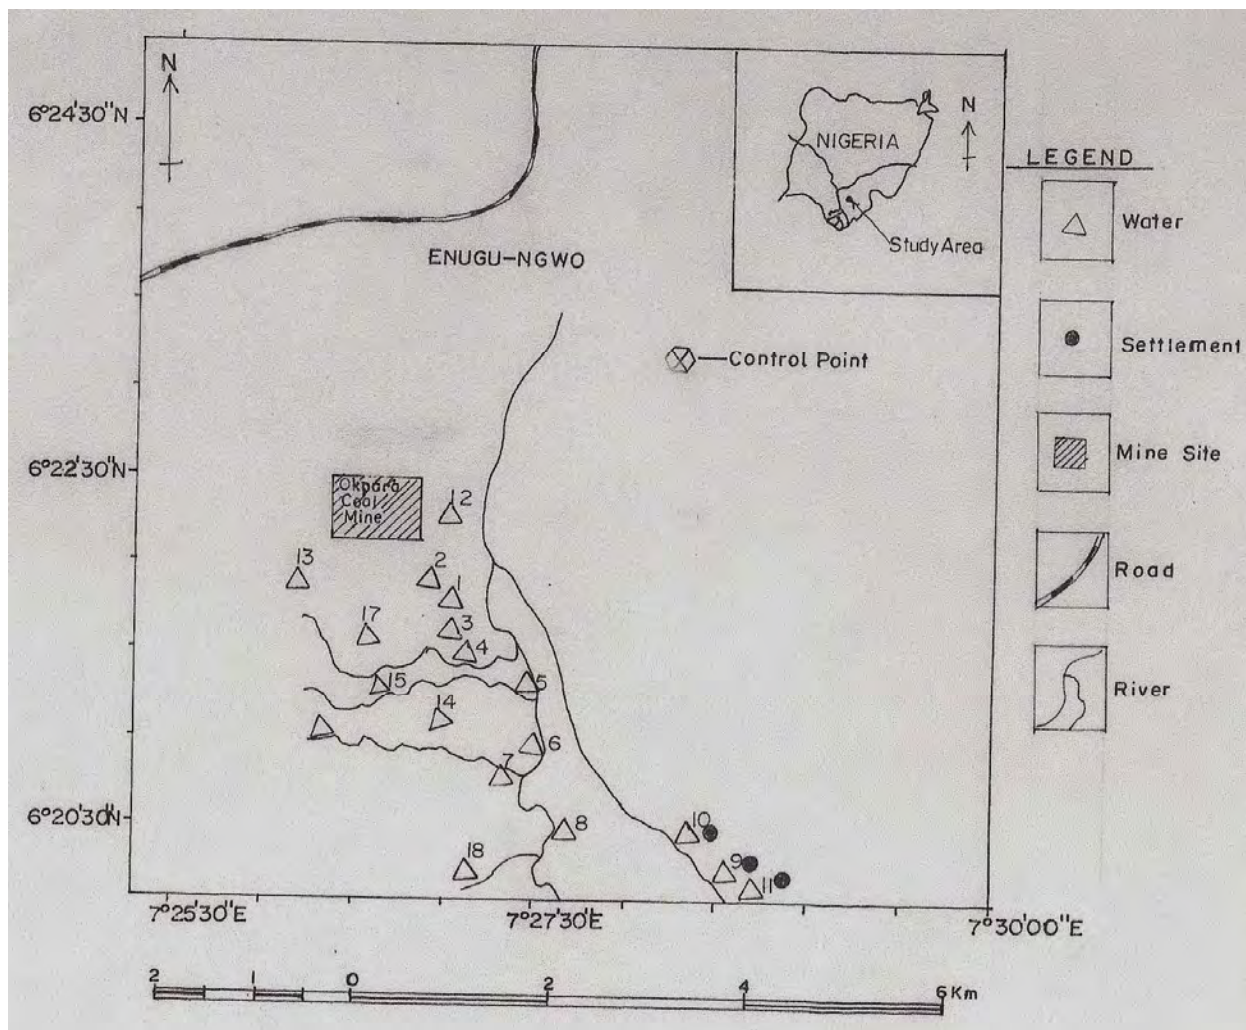 N
6°24'30"N
NIGERIA
N
Study Area
ENUGU-NGWO
Control Point
LEGEND
Water
Settlement
Mine Site
Road
River
6°22'30"N
Okpara
Coal
Mine
12
13
2
1
17
3
4
15
5
14
6
7
8
10
9
18
11
6°20'30"N
7°25'30"E
7°27'30"E
7°30'00"E
2 1 0 2 4 6 Km